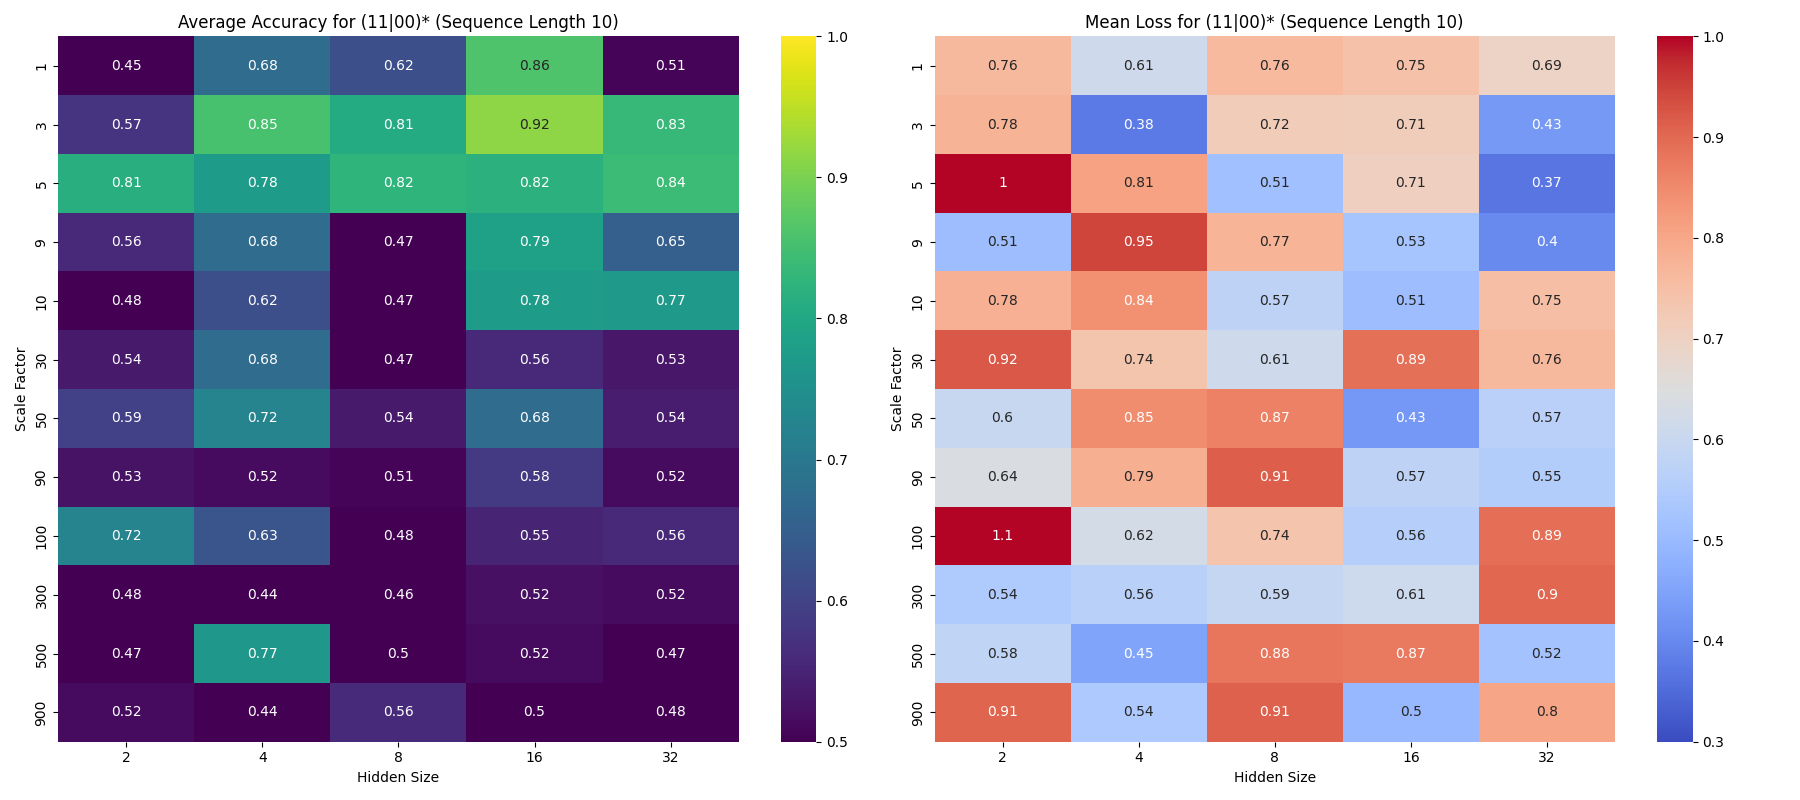 Average Accuracy for (11|00)* (Sequence Length 10)
Scale Factor
1 0.45 0.68 0.62 0.86 0.51
3 0.57 0.85 0.81 0.92 0.83
5 0.81 0.78 0.82 0.82 0.84
9 0.56 0.68 0.47 0.79 0.65
10 0.48 0.62 0.47 0.78 0.77
30 0.54 0.68 0.47 0.56 0.53
50 0.59 0.72 0.54 0.68 0.54
90 0.53 0.52 0.51 0.58 0.52
100 0.72 0.63 0.48 0.55 0.56
300 0.48 0.44 0.46 0.52 0.52
500 0.47 0.77 0.5 0.52 0.47
900 0.52 0.44 0.56 0.5 0.48
2 4 8 16 32
Hidden Size
1.0
0.9
0.8
0.7
0.6
0.5
Mean Loss for (11|00)* (Sequence Length 10)
Scale Factor
1 0.76 0.61 0.76 0.75 0.69
3 0.78 0.38 0.72 0.71 0.43
5 1 0.81 0.51 0.71 0.37
9 0.51 0.95 0.77 0.53 0.4
10 0.78 0.84 0.57 0.51 0.75
30 0.92 0.74 0.61 0.89 0.76
50 0.6 0.85 0.87 0.43 0.57
90 0.64 0.79 0.91 0.57 0.55
100 1.1 0.62 0.74 0.56 0.89
300 0.54 0.56 0.59 0.61 0.9
500 0.58 0.45 0.88 0.87 0.52
900 0.91 0.54 0.91 0.5 0.8
2 4 8 16 32
Hidden Size
1.0
0.9
0.8
0.7
0.6
0.5
0.4
0.3